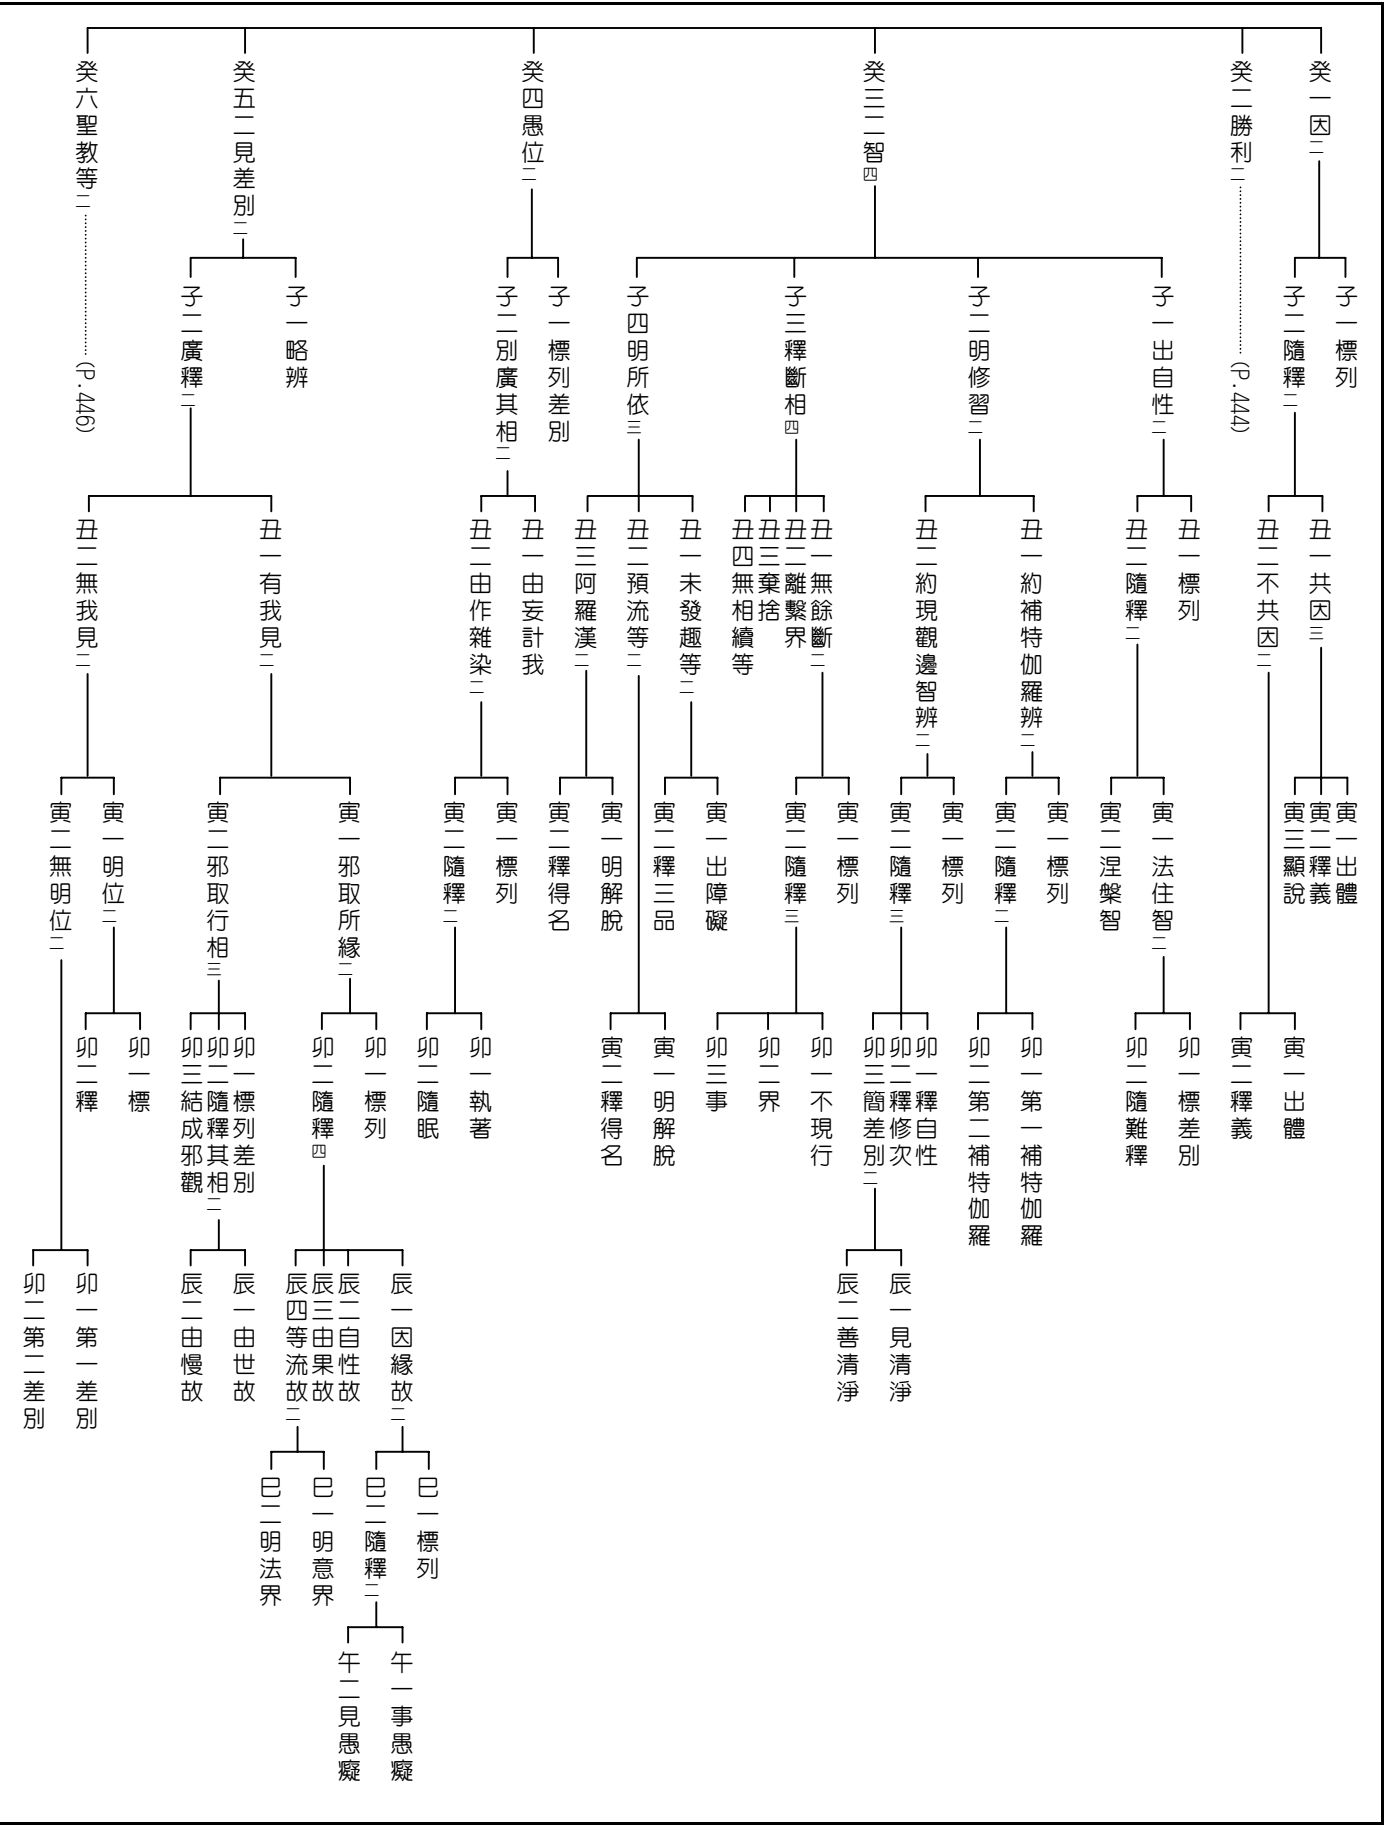 癸一因二
子一標列
子二隨釋二
丑一共因三
寅一出體
寅二釋義
寅三顯說
丑二不共因二
寅一出體
寅二釋義
癸二勝利二……………………(P.444)
癸三二智四
子一出自性二
丑一標列
丑二隨釋二
寅一法住智二
卯一標差別
卯二隨難釋
寅二涅槃智
子二明修習二
丑一約補特伽羅辨二
寅一標列
寅二隨釋二
卯一第一補特伽羅
卯二第二補特伽羅
丑二約現觀邊智辨二
寅一標列
寅二隨釋三
卯一釋自性
卯二釋修次
卯三簡差別二
辰一見清淨
辰二善清淨
子三釋斷相四
丑一無餘斷二
寅一標列
寅二隨釋三
卯一不現行
卯二界
卯三事
丑二離繫界
丑三棄捨
丑四無相續等
子四明所依三
丑一未發趣等二
寅一出障礙
寅二釋三品
丑二預流等二
寅一明解脫
寅二釋得名
丑三阿羅漢二
寅一明解脫
寅二釋得名
癸四愚位二
子一標列差別
子二別廣其相二
丑一由妄計我
丑二由作雜染二
寅一標列
寅二隨釋二
卯一執著
卯二隨眠
癸五二見差別二
子一略辨
子二廣釋二
丑一有我見二
寅一邪取所緣二
卯一標列
卯二隨釋四
辰一因緣故二
巳一標列
巳二隨釋二
午一事愚癡
午二見愚癡
辰二自性故
辰三由果故
辰四等流故二
巳一明意界
巳二明法界
寅二邪取行相三
卯一標列差別
卯二隨釋其相二
辰一由世故
辰二由慢故
卯三結成邪觀
丑二無我見二
寅一明位二
卯一標
卯二釋
寅二無明位二
卯一第一差別
卯二第二差別
癸六聖教等二……………………(P.446)